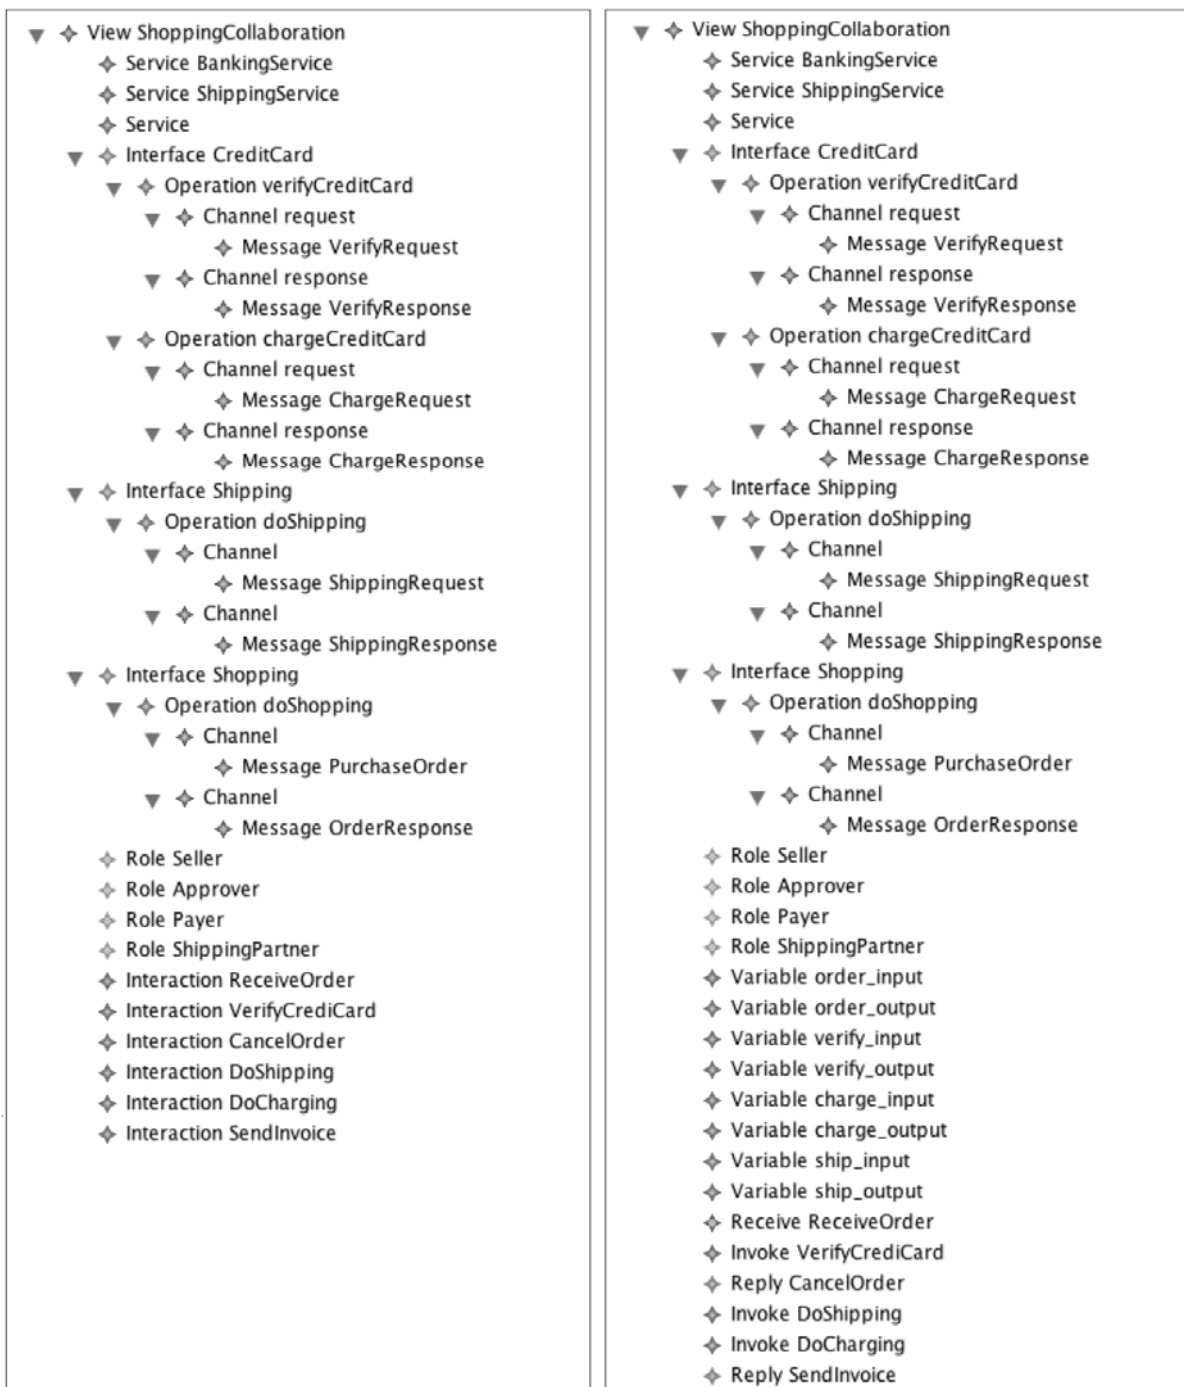 View ShoppingCollaboration
Service BankingService
Service ShippingService
Service
Interface CreditCard
Operation verifyCreditCard
Channel request
Message VerifyRequest
Channel response
Message VerifyResponse
Operation chargeCreditCard
Channel request
Message ChargeRequest
Channel response
Message ChargeResponse
Interface Shipping
Operation doShipping
Channel
Message ShippingRequest
Channel
Message ShippingResponse
Interface Shopping
Operation doShopping
Channel
Message PurchaseOrder
Channel
Message OrderResponse
Role Seller
Role Approver
Role Payer
Role ShippingPartner
Interaction ReceiveOrder
Interaction VerifyCrediCard
Interaction CancelOrder
Interaction DoShipping
Interaction DoCharging
Interaction SendInvoice
View ShoppingCollaboration
Service BankingService
Service ShippingService
Service
Interface CreditCard
Operation verifyCreditCard
Channel request
Message VerifyRequest
Channel response
Message VerifyResponse
Operation chargeCreditCard
Channel request
Message ChargeRequest
Channel response
Message ChargeResponse
Interface Shipping
Operation doShipping
Channel
Message ShippingRequest
Channel
Message ShippingResponse
Interface Shopping
Operation doShopping
Channel
Message PurchaseOrder
Channel
Message OrderResponse
Role Seller
Role Approver
Role Payer
Role ShippingPartner
Variable order_input
Variable order_output
Variable verify_input
Variable verify_output
Variable charge_input
Variable charge_output
Variable ship_input
Variable ship_output
Receive ReceiveOrder
Invoke VerifyCrediCard
Reply CancelOrder
Invoke DoShipping
Invoke DoCharging
Reply SendInvoice